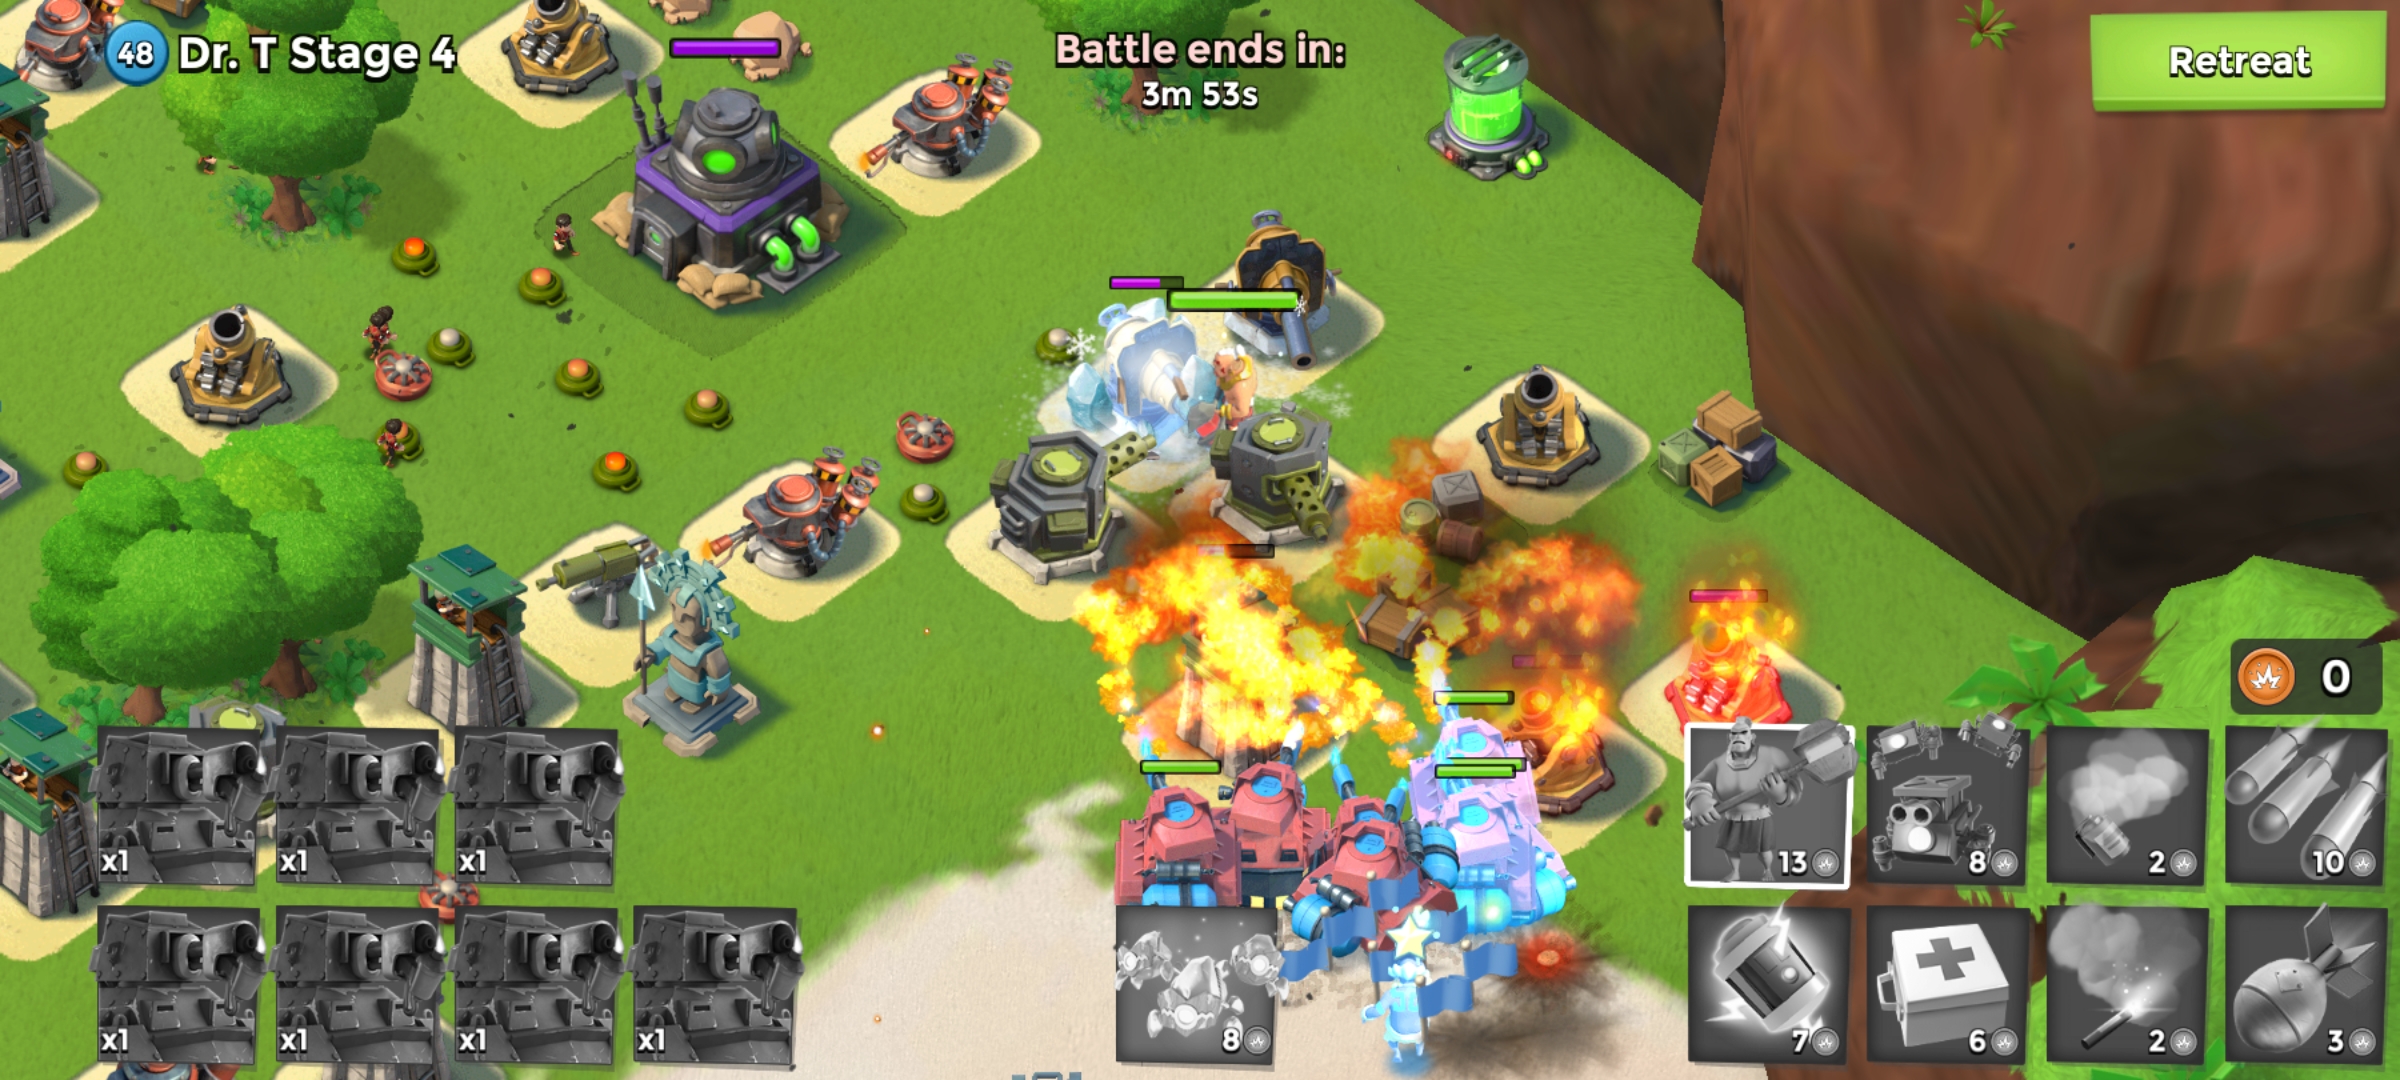 48 Dr. T Stage 4
Battle ends in:
3m 53s
Retreat
0
x1 x1 x1
13 8 2 10
x1 x1 x1 x1
8
7 6 2 3